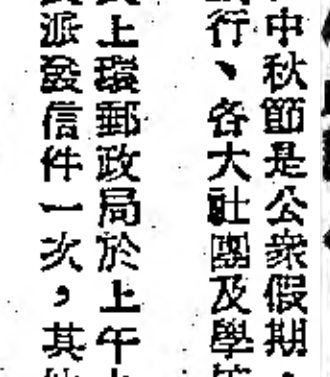 中秋節是公衆假期，
行、各大社團及學校
上環郵政局於上午
派發信件一次，其